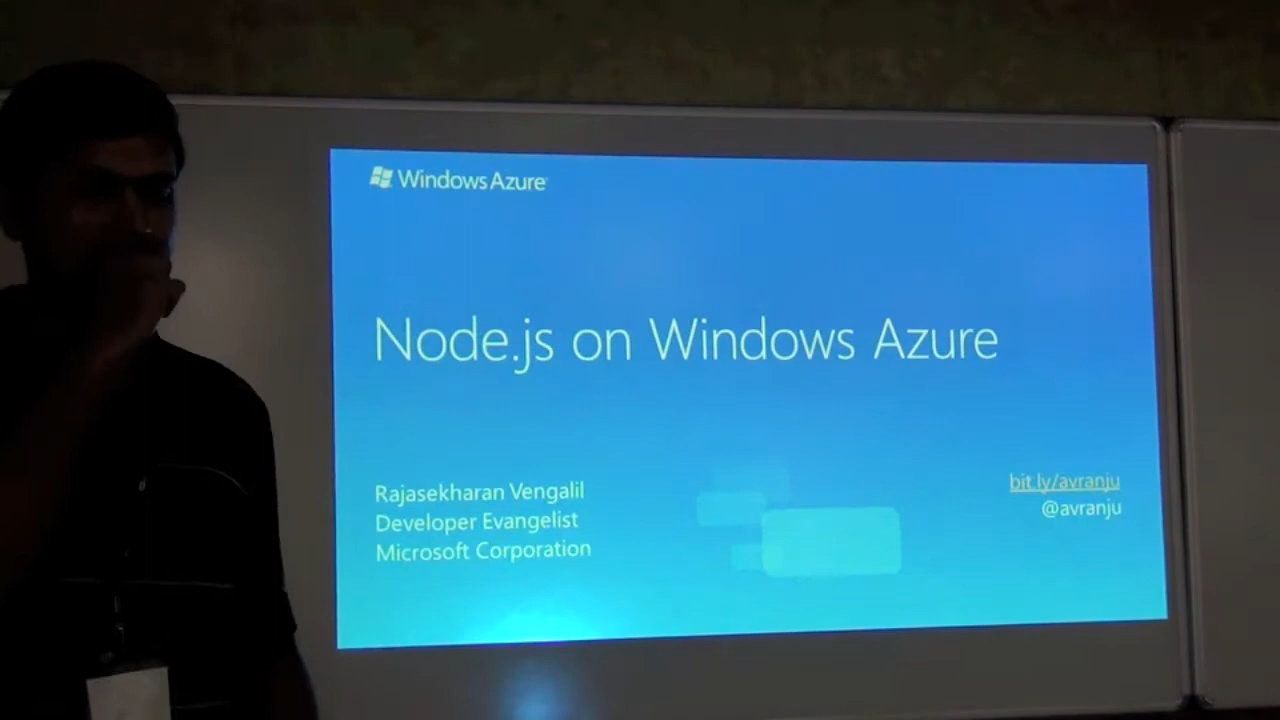 Windows Azure
Node.js on Windows Azure
Rajasekharan Vengalil
Developer Evangelist
Microsoft Corporation
bit.ly/avranju
@avranju